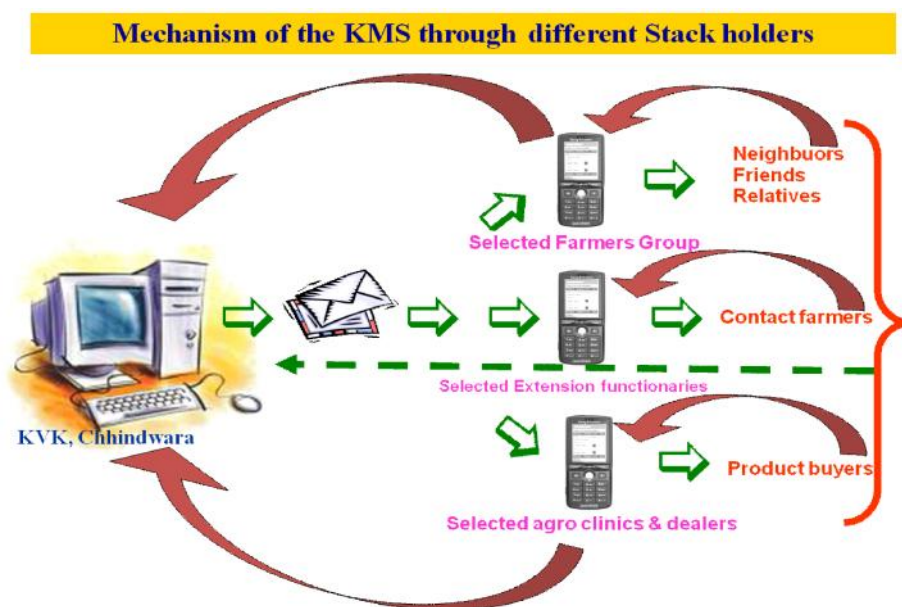 Mechanism of the KMS through different Stack holders
Neighbuors
Friends
Relatives
Selected Farmers Group
Contact farmers
Selected Extension functionaries
KVK, Chhindwara
Product buyers
Selected agro clinics & dealers